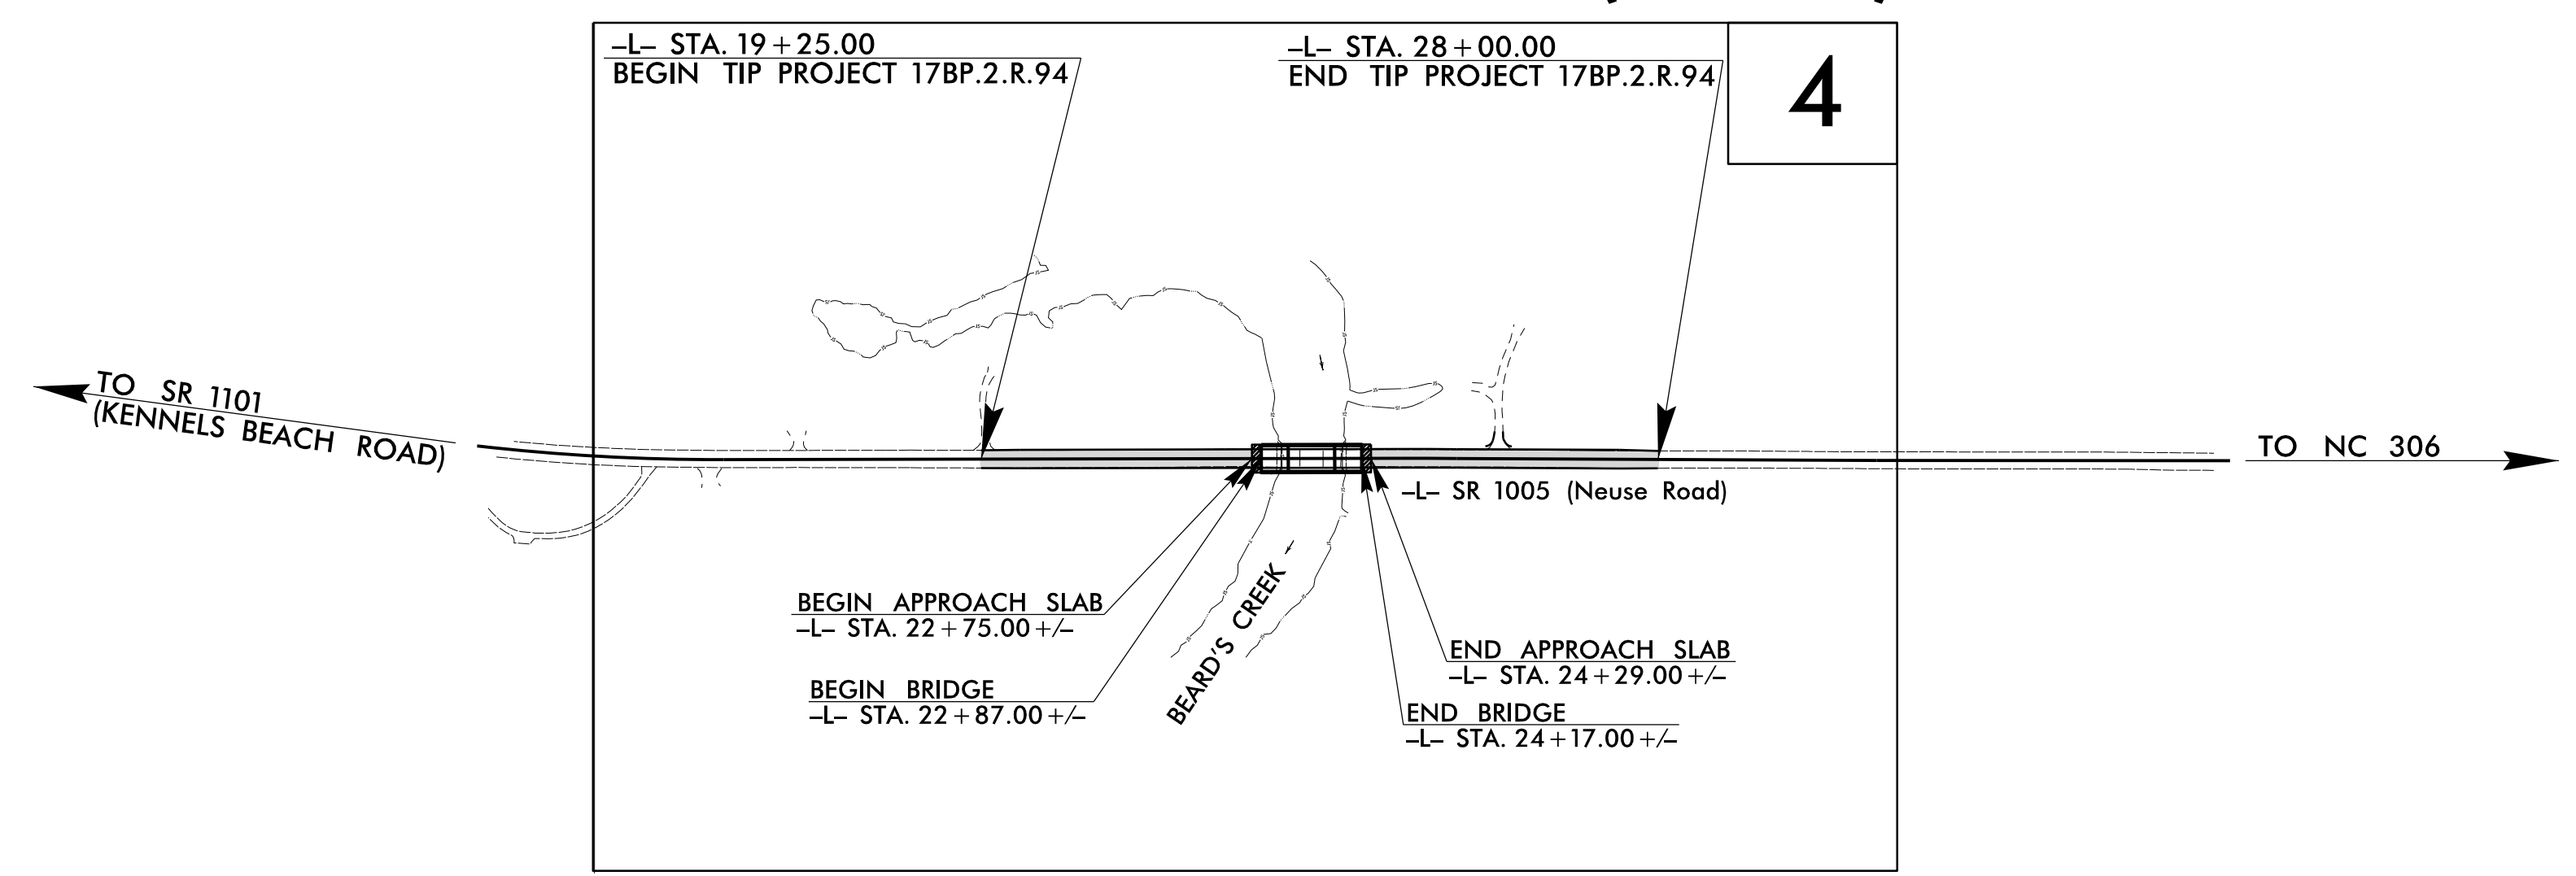 –L– STA. 19+25.00
BEGIN TIP PROJECT 17BP.2.R.94
–L– STA. 28+00.00
END TIP PROJECT 17BP.2.R.94
4
TO SR 1101
(KENNELS BEACH ROAD)
TO NC 306
–L– SR 1005 (Neuse Road)
BEGIN APPROACH SLAB
–L– STA. 22+75.00 +/–
BEGIN BRIDGE
–L– STA. 22+87.00 +/–
BEARD'S CREEK
END APPROACH SLAB
–L– STA. 24+29.00 +/–
END BRIDGE
–L– STA. 24+17.00 +/–